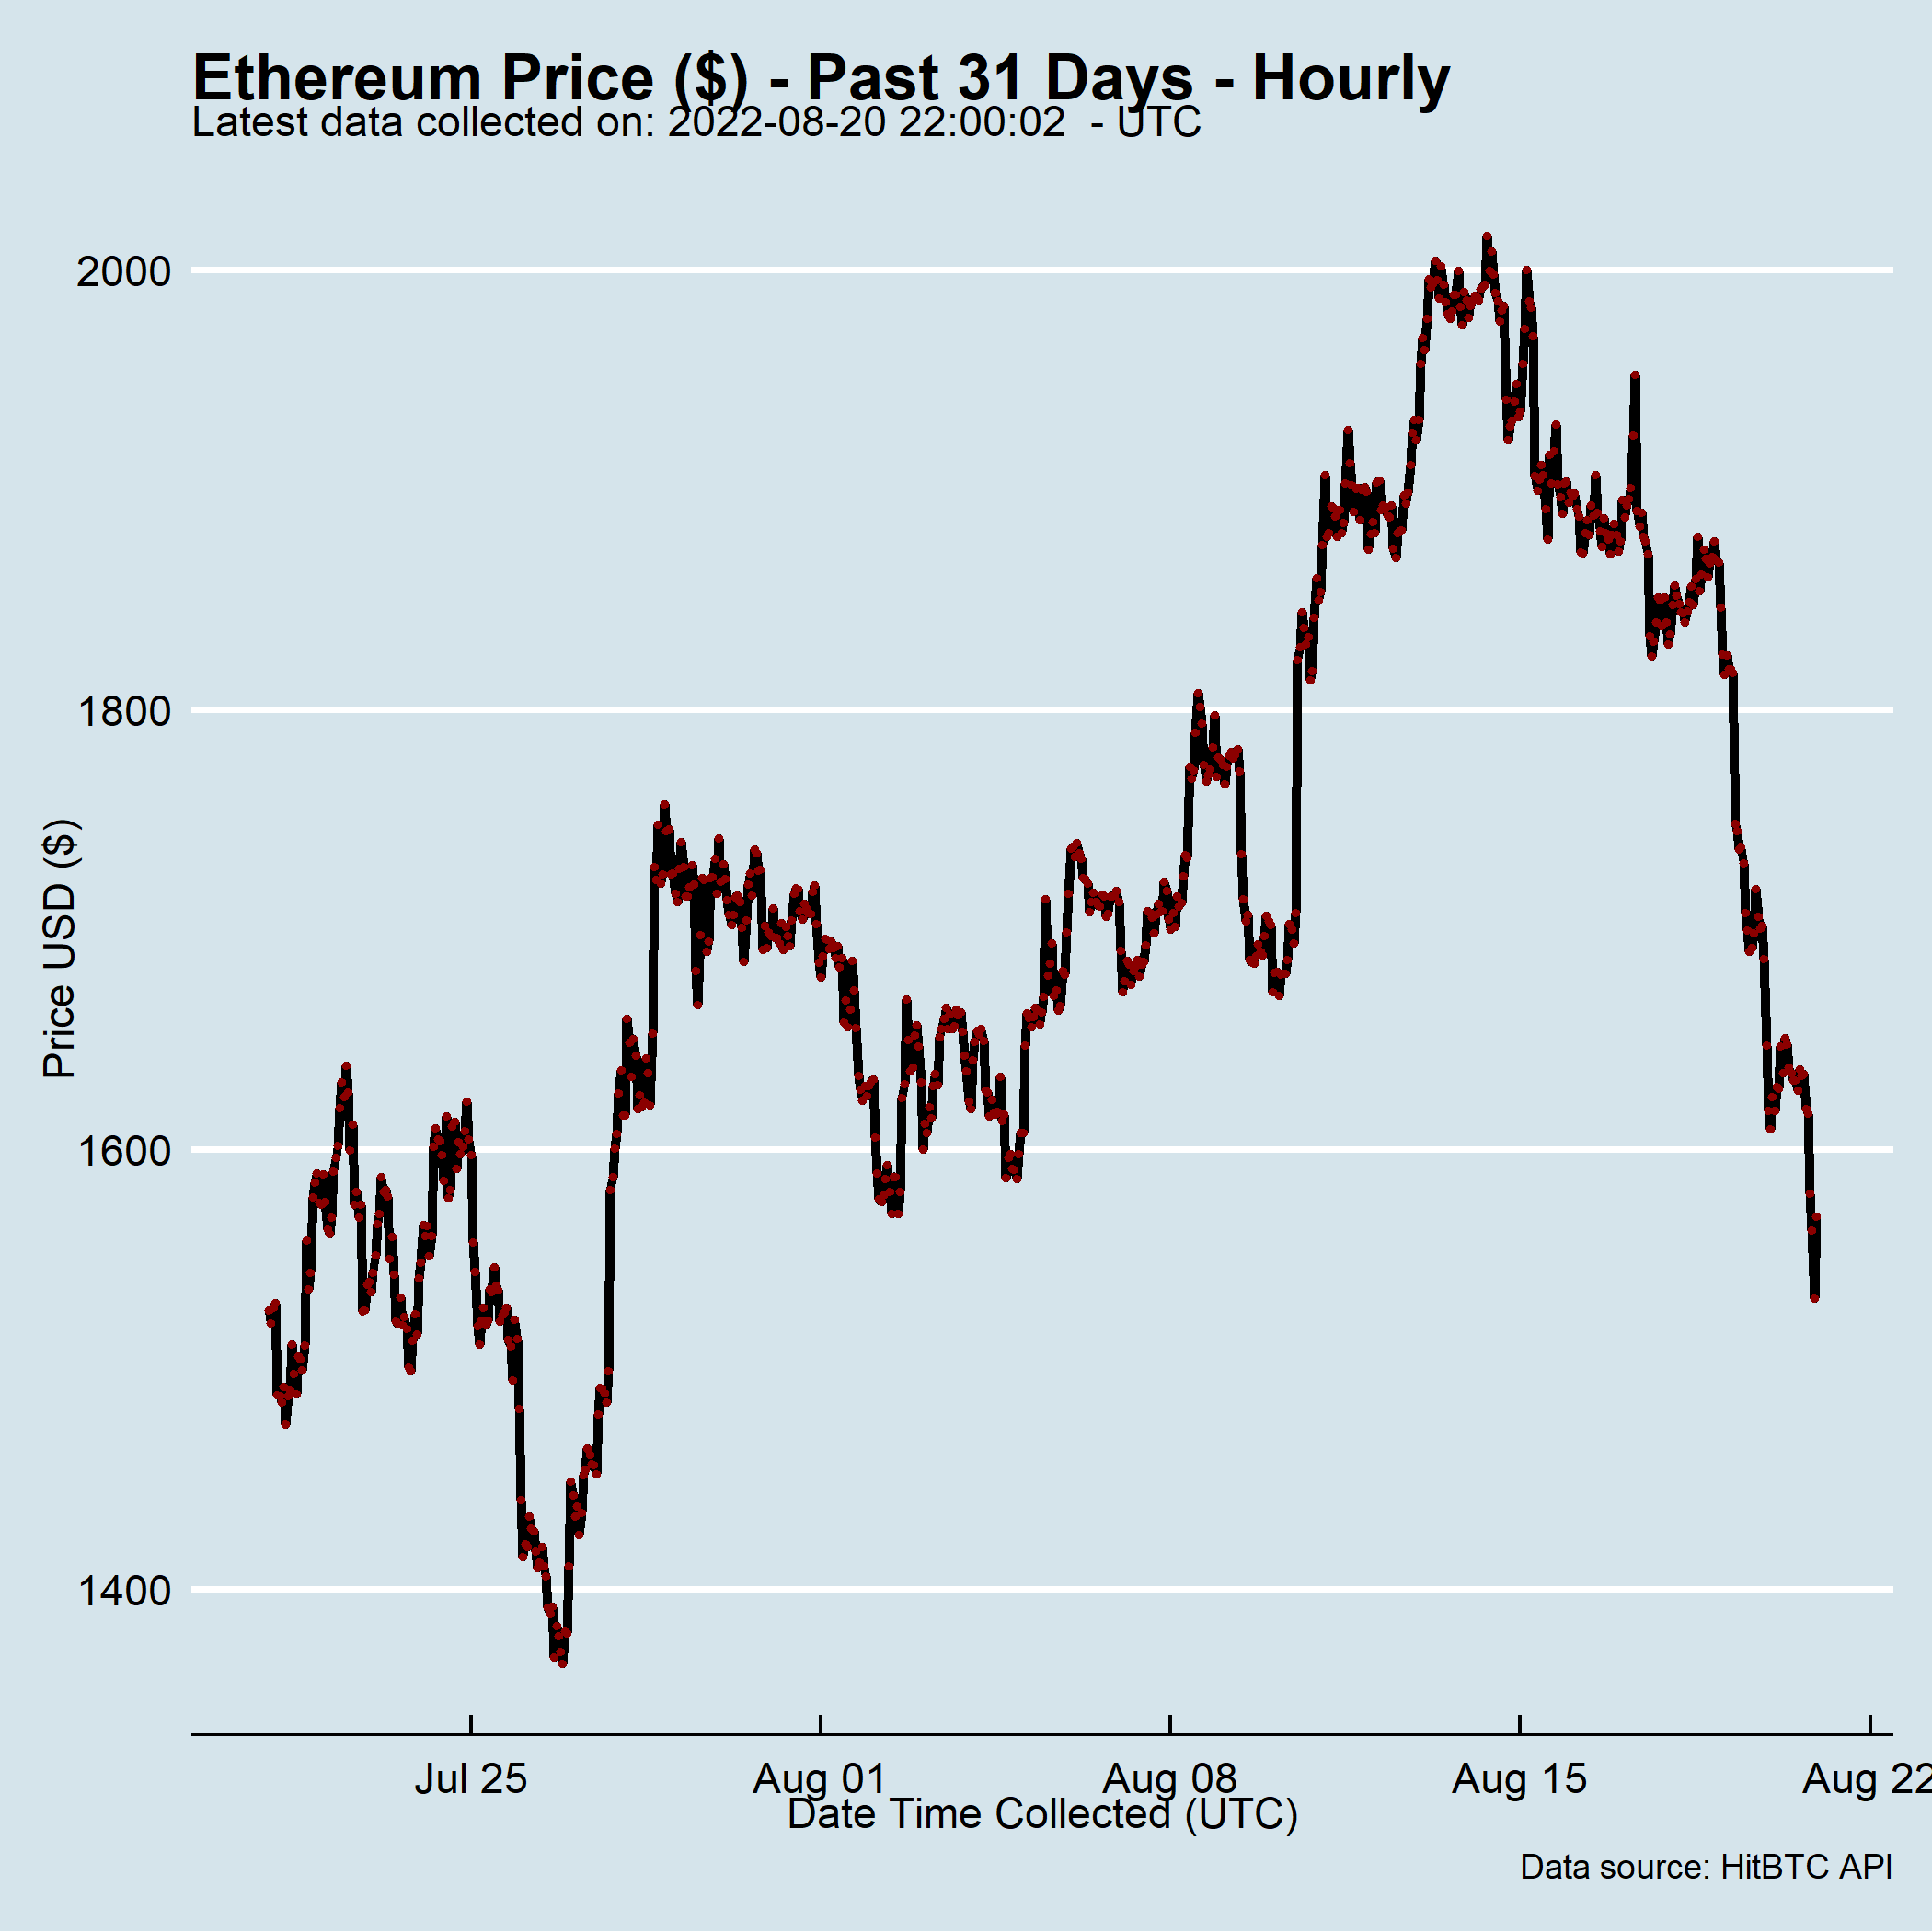 Ethereum Price ($) - Past 31 Days - Hourly
Latest data collected on: 2022-08-20 22:00:02  - UTC
2000
1800
1600
1400
Price USD ($)
Jul 25
Aug 01
Aug 08
Aug 15
Aug 22
Date Time Collected (UTC)
Data source: HitBTC API